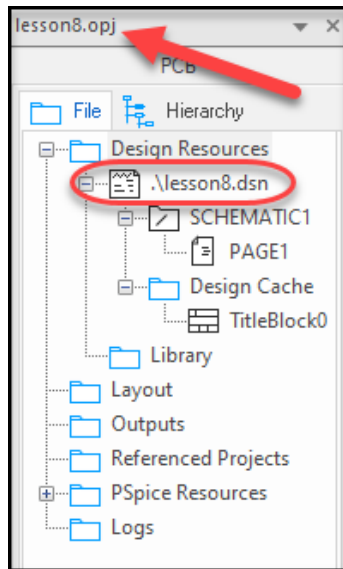 lesson8.opj
PCB
File Hierarchy
Design Resources
.\lesson8.dsn
SCHEMATIC1
PAGE1
Design Cache
TitleBlock0
Library
Layout
Outputs
Referenced Projects
PSpice Resources
Logs